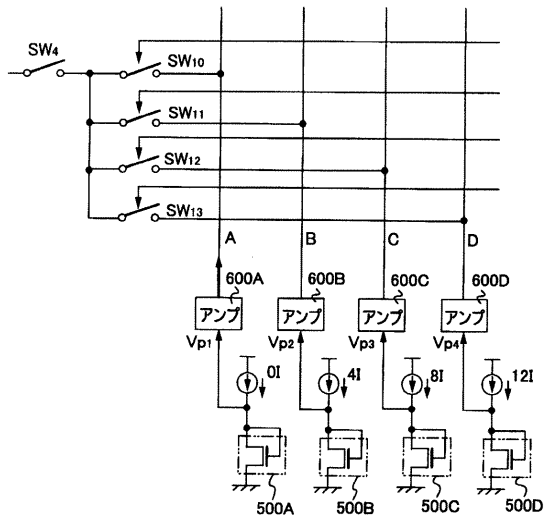 SW4
SW10
SW11
SW12
SW13
A B C D
600A 600B 600C 600D
アンプ アンプ アンプ アンプ
Vp1 Vp2 Vp3 Vp4
0I 4I 8I 12I
500A 500B 500C 500D